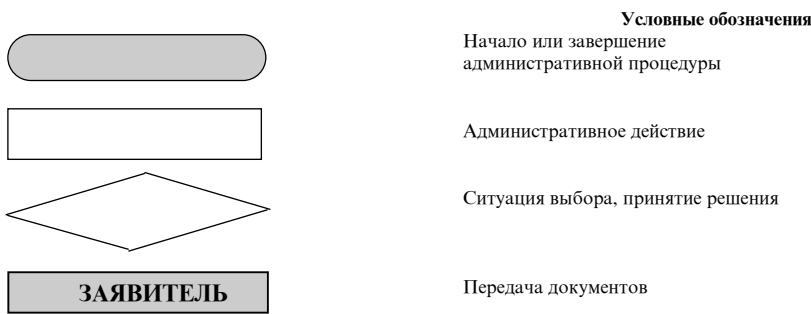 Условные обозначения
Начало или завершение
административной процедуры
Административное действие
Ситуация выбора, принятие решения
ЗАЯВИТЕЛЬ
Передача документов